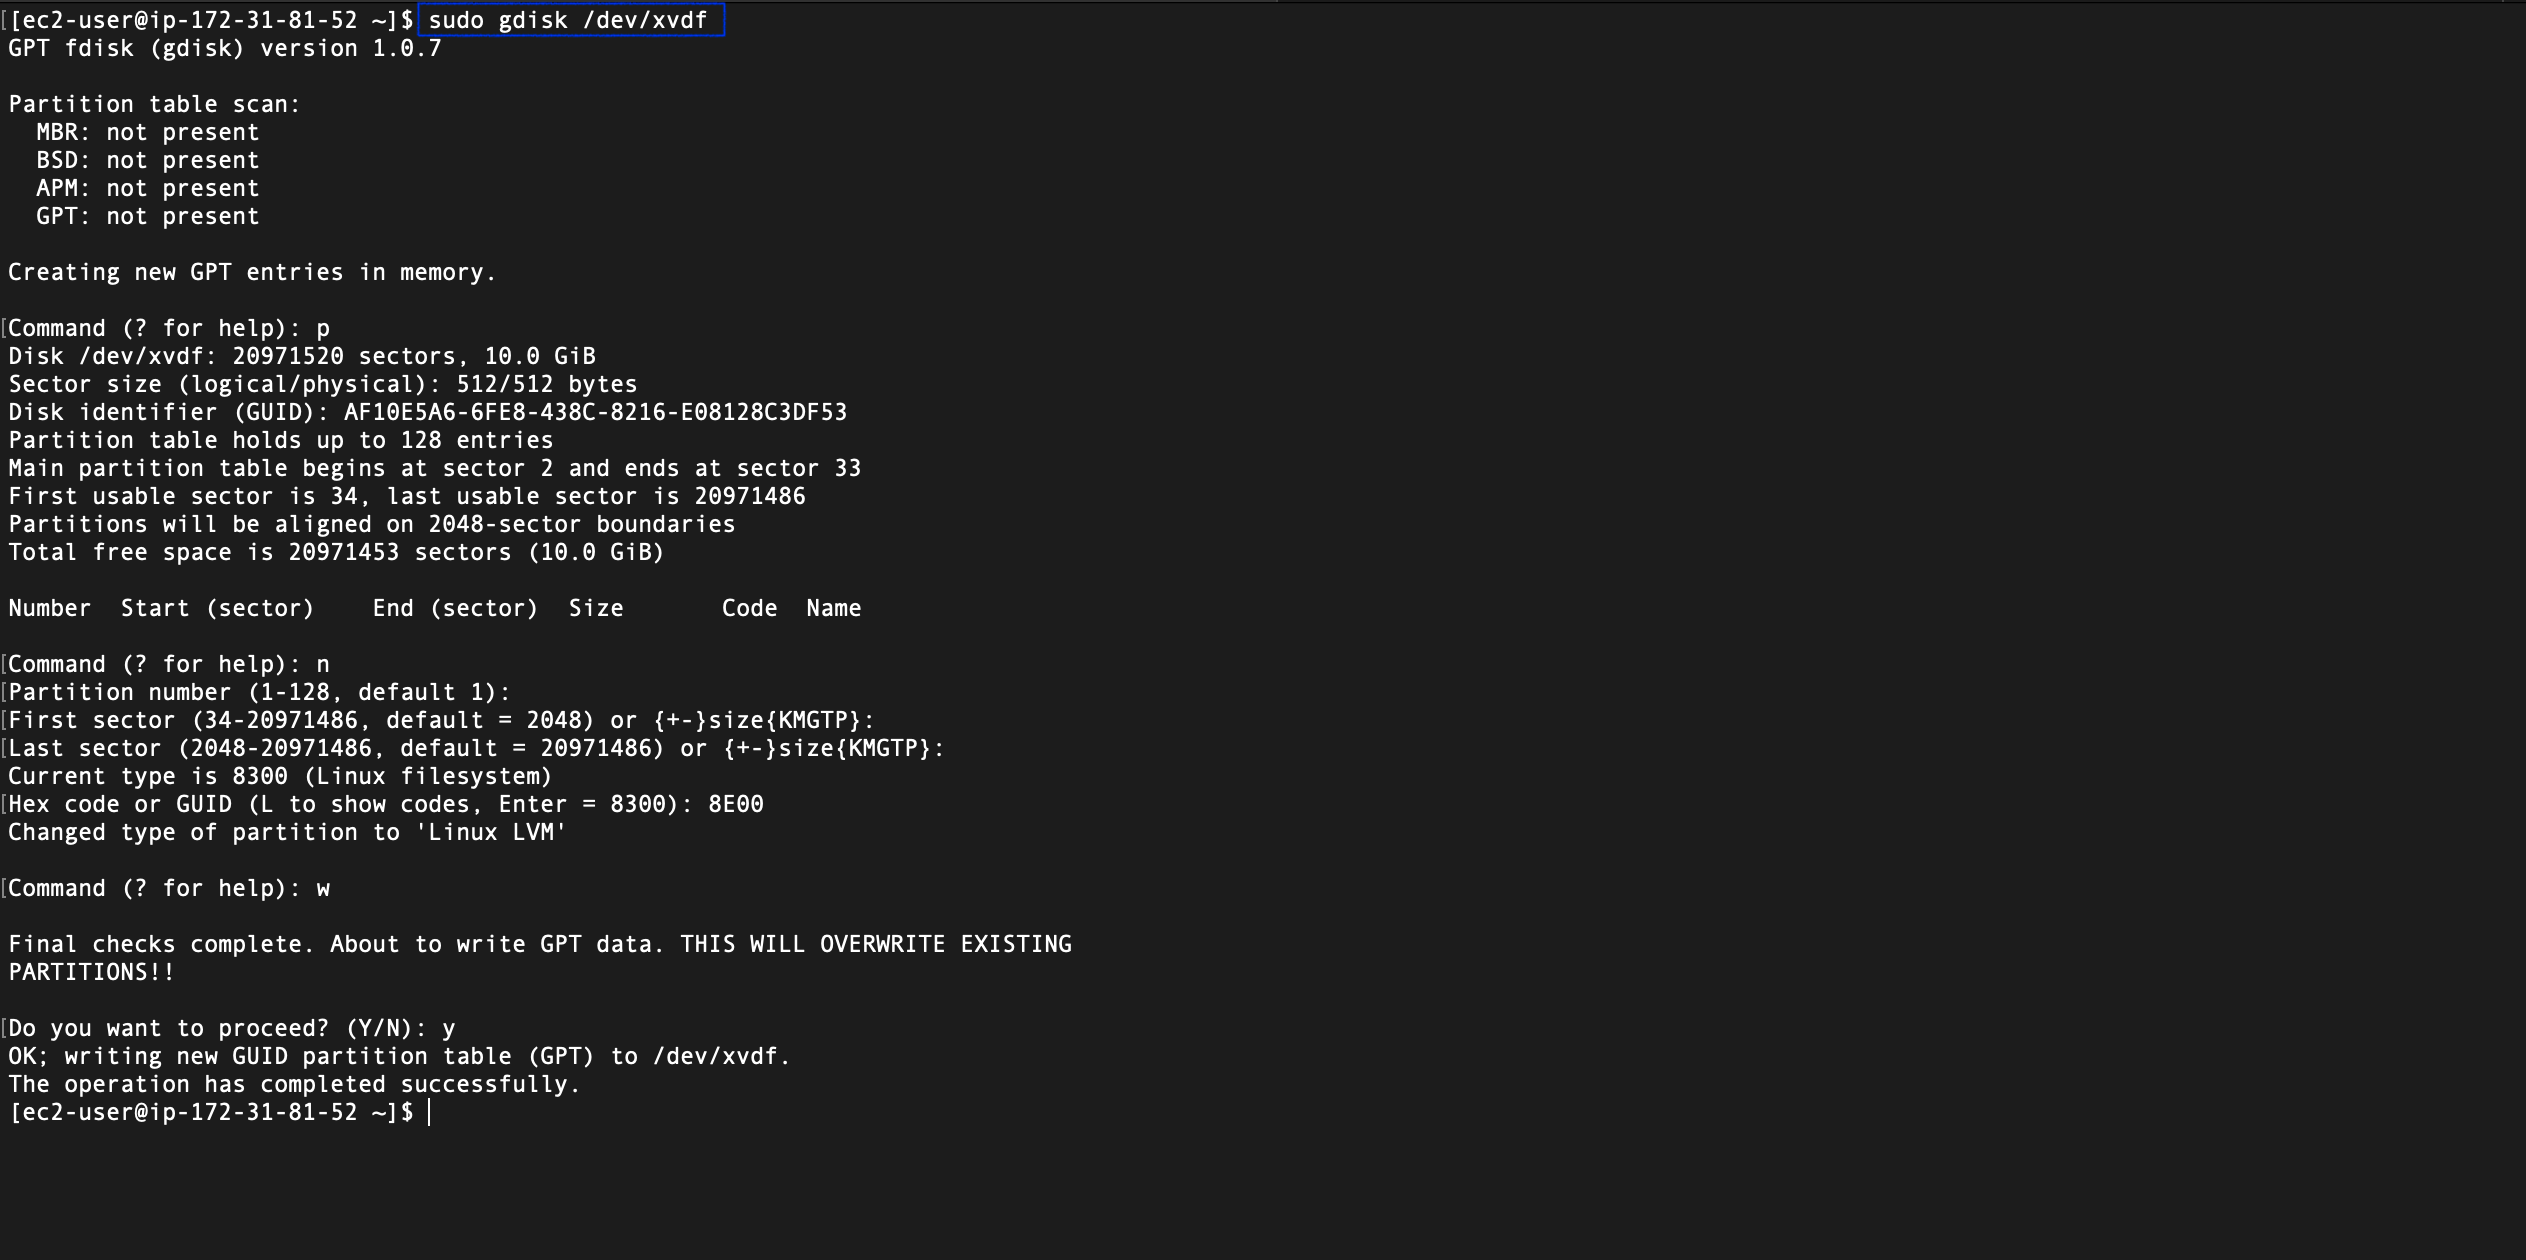 [ec2-user@ip-172-31-81-52 ~]$ sudo gdisk /dev/xvdf
GPT fdisk (gdisk) version 1.0.7

Partition table scan:
  MBR: not present
  BSD: not present
  APM: not present
  GPT: not present

Creating new GPT entries in memory.

Command (? for help): p
Disk /dev/xvdf: 20971520 sectors, 10.0 GiB
Sector size (logical/physical): 512/512 bytes
Disk identifier (GUID): AF10E5A6-6FE8-438C-8216-E08128C3DF53
Partition table holds up to 128 entries
Main partition table begins at sector 2 and ends at sector 33
First usable sector is 34, last usable sector is 20971486
Partitions will be aligned on 2048-sector boundaries
Total free space is 20971453 sectors (10.0 GiB)

Number  Start (sector)    End (sector)  Size       Code  Name

Command (? for help): n
Partition number (1-128, default 1):
First sector (34-20971486, default = 2048) or {+-}size{KMGTP}:
Last sector (2048-20971486, default = 20971486) or {+-}size{KMGTP}:
Current type is 8300 (Linux filesystem)
Hex code or GUID (L to show codes, Enter = 8300): 8E00
Changed type of partition to 'Linux LVM'

Command (? for help): w

Final checks complete. About to write GPT data. THIS WILL OVERWRITE EXISTING
PARTITIONS!!

Do you want to proceed? (Y/N): y
OK; writing new GUID partition table (GPT) to /dev/xvdf.
The operation has completed successfully.
[ec2-user@ip-172-31-81-52 ~]$